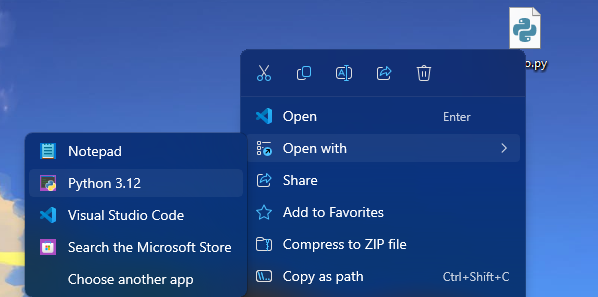 o.py
Open Enter
Open with
Share
Add to Favorites
Compress to ZIP file
Copy as path Ctrl+Shift+C
Notepad
Python 3.12
Visual Studio Code
Search the Microsoft Store
Choose another app